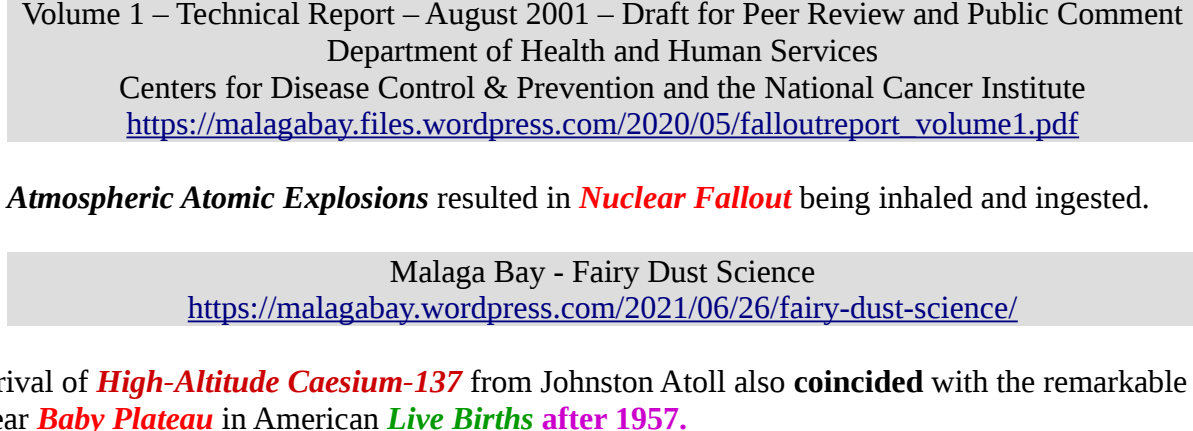 Volume 1 – Technical Report – August 2001 – Draft for Peer Review and Public Comment
Department of Health and Human Services
Centers for Disease Control & Prevention and the National Cancer Institute
https://malagabay.files.wordpress.com/2020/05/falloutreport_volume1.pdf
Atmospheric Atomic Explosions resulted in Nuclear Fallout being inhaled and ingested.
Malaga Bay - Fairy Dust Science
https://malagabay.wordpress.com/2021/06/26/fairy-dust-science/
rival of High-Altitude Caesium-137 from Johnston Atoll also coincided with the remarkable
ear Baby Plateau in American Live Births after 1957.